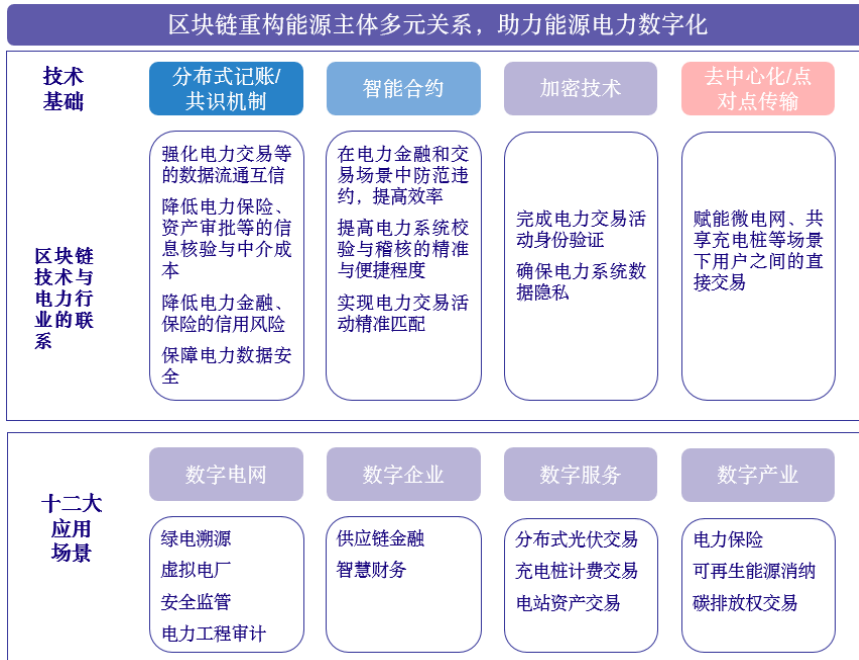 区块链重构能源主体多元关系，助力能源电力数字化
技术
基础
分布式记账/
共识机制
智能合约
加密技术
去中心化/点
对点传输
区块链
技术与
电力行
业的联
系
强化电力交易等
的数据流通互信
降低电力保险、
资产审批等的信
息核验与中介成
本
降低电力金融、
保险的信用风险
保障电力数据安
全
在电力金融和交
易场景中防范违
约，提高效率
提高电力系统校
验与稽核的精准
与便捷程度
实现电力交易活
动精准匹配
完成电力交易活
动身份验证
确保电力系统数
据隐私
赋能微电网、共
享充电桩等场景
下用户之间的直
接交易
十二大
应用
场景
数字电网
绿电溯源
虚拟电厂
安全监管
电力工程审计
数字企业
供应链金融
智慧财务
数字服务
分布式光伏交易
充电桩计费交易
电站资产交易
数字产业
电力保险
可再生能源消纳
碳排放权交易